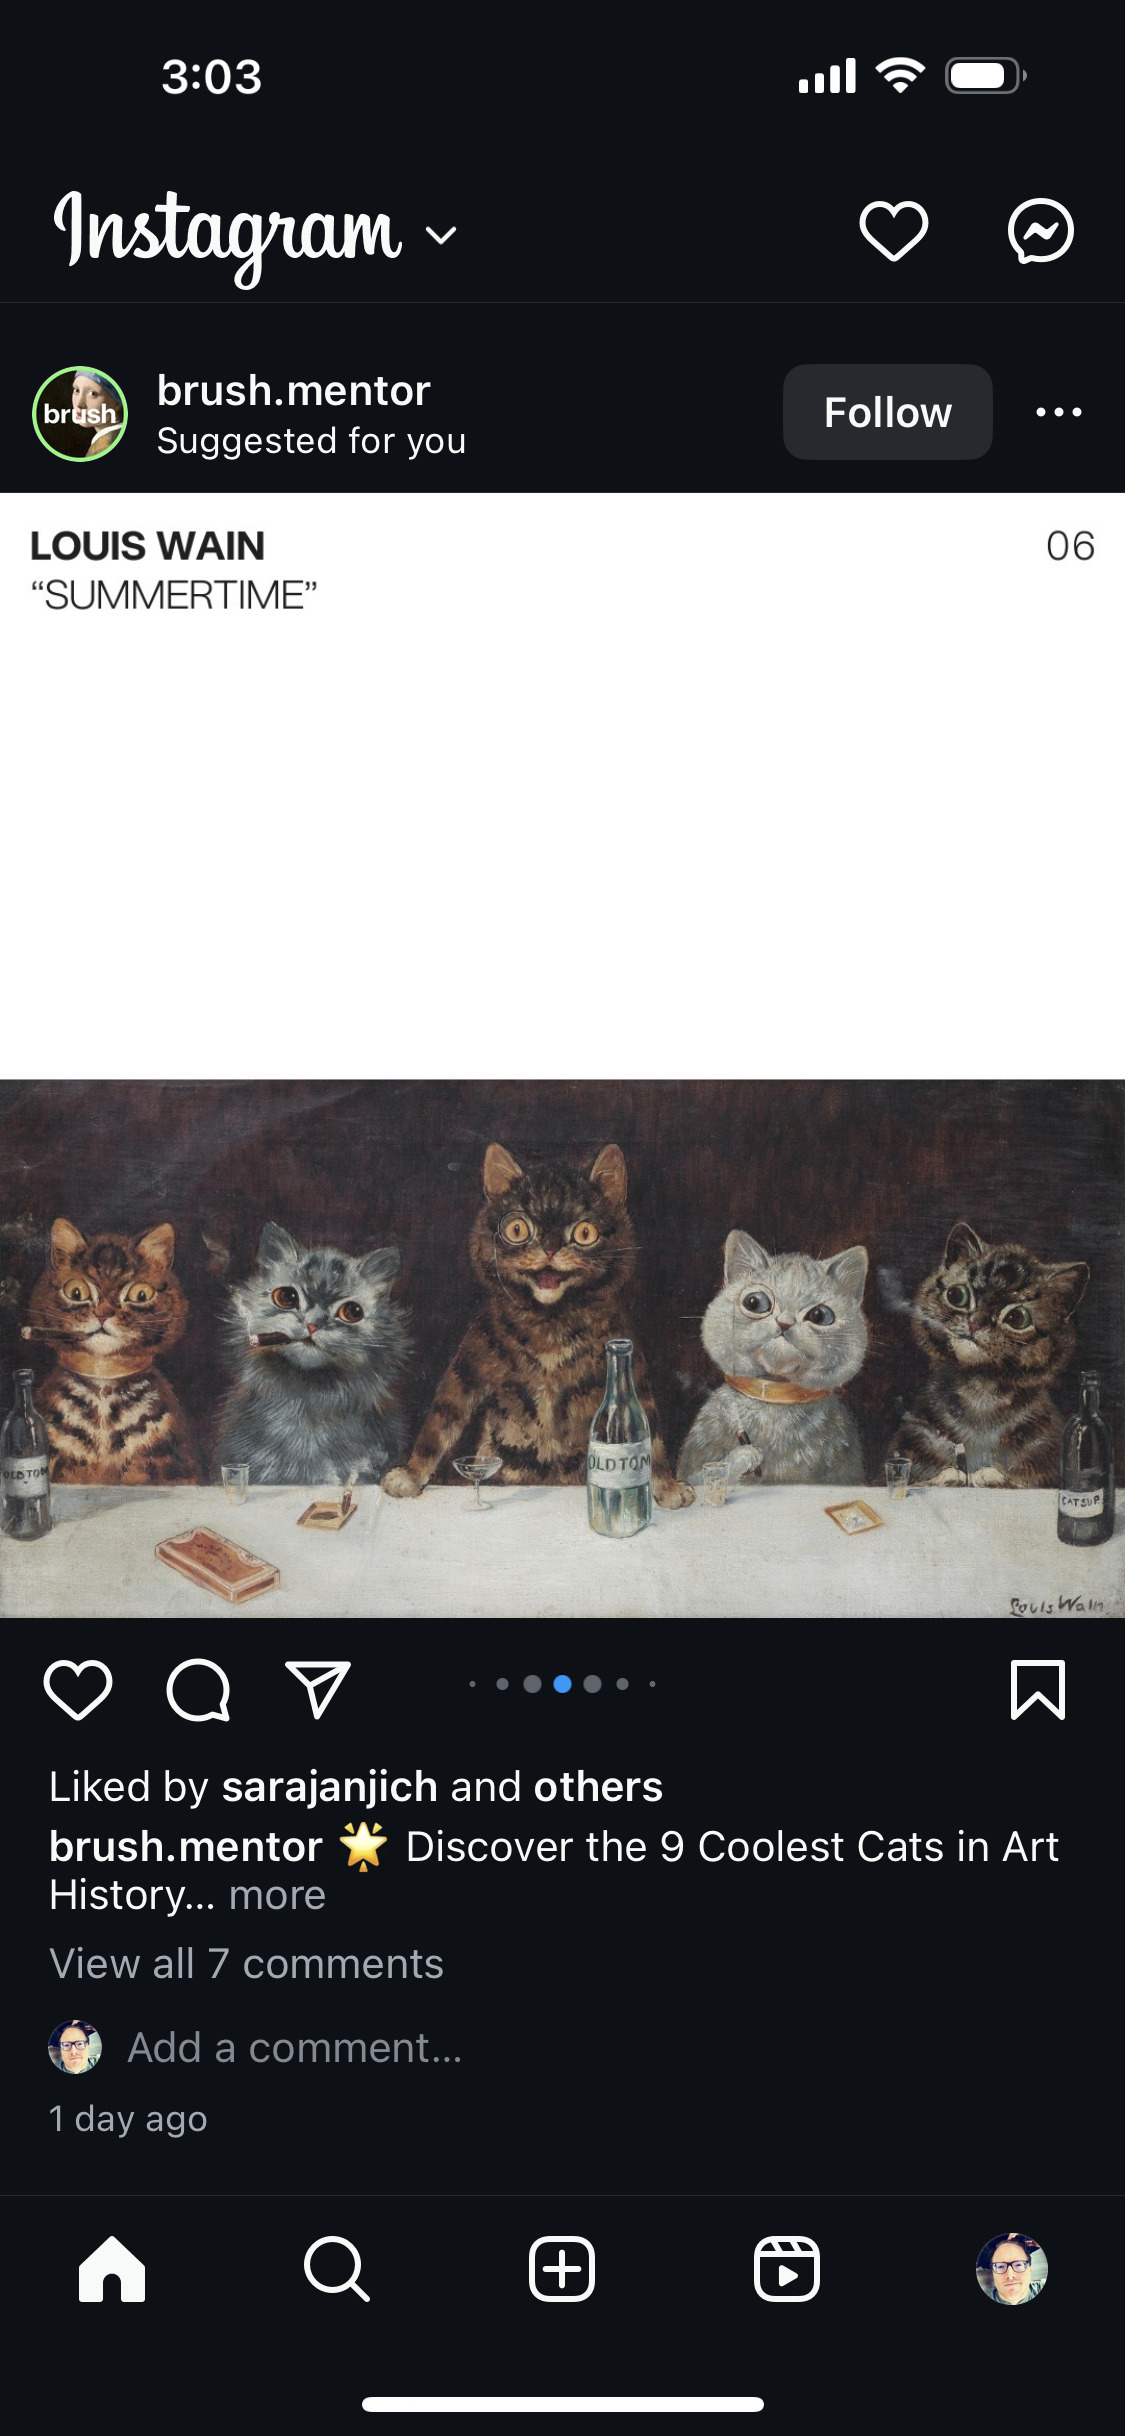 3:03
Instagram
brush
brush.mentor
Suggested for you
Follow
LOUIS WAIN
06
“SUMMERTIME”
OLD TOM
OLD TOM
CATSUP
Louis Wain
Liked by sarajanjich and others
brush.mentor 🌟 Discover the 9 Coolest Cats in Art
History... more
View all 7 comments
Add a comment...
1 day ago